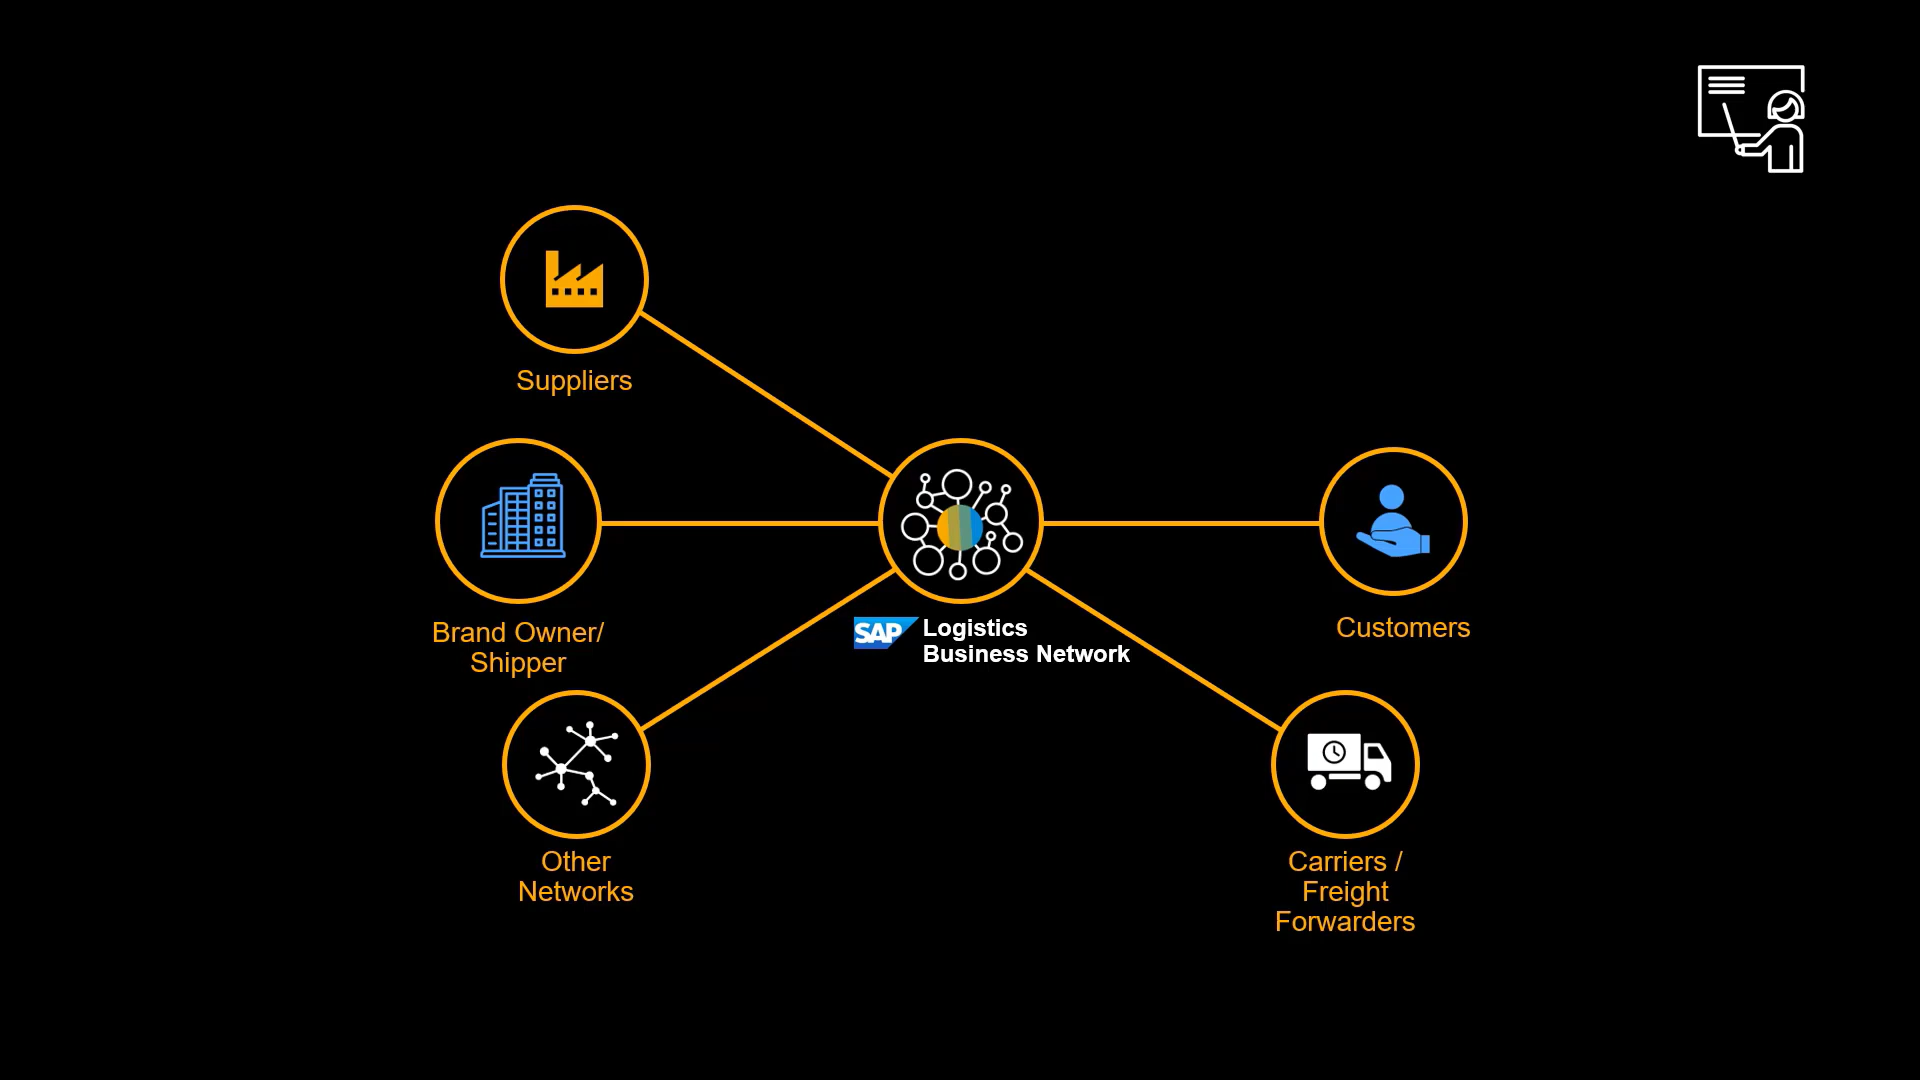 Suppliers
Brand Owner/
Shipper
SAP
Logistics
Business Network
Customers
Other
Networks
Carriers /
Freight
Forwarders